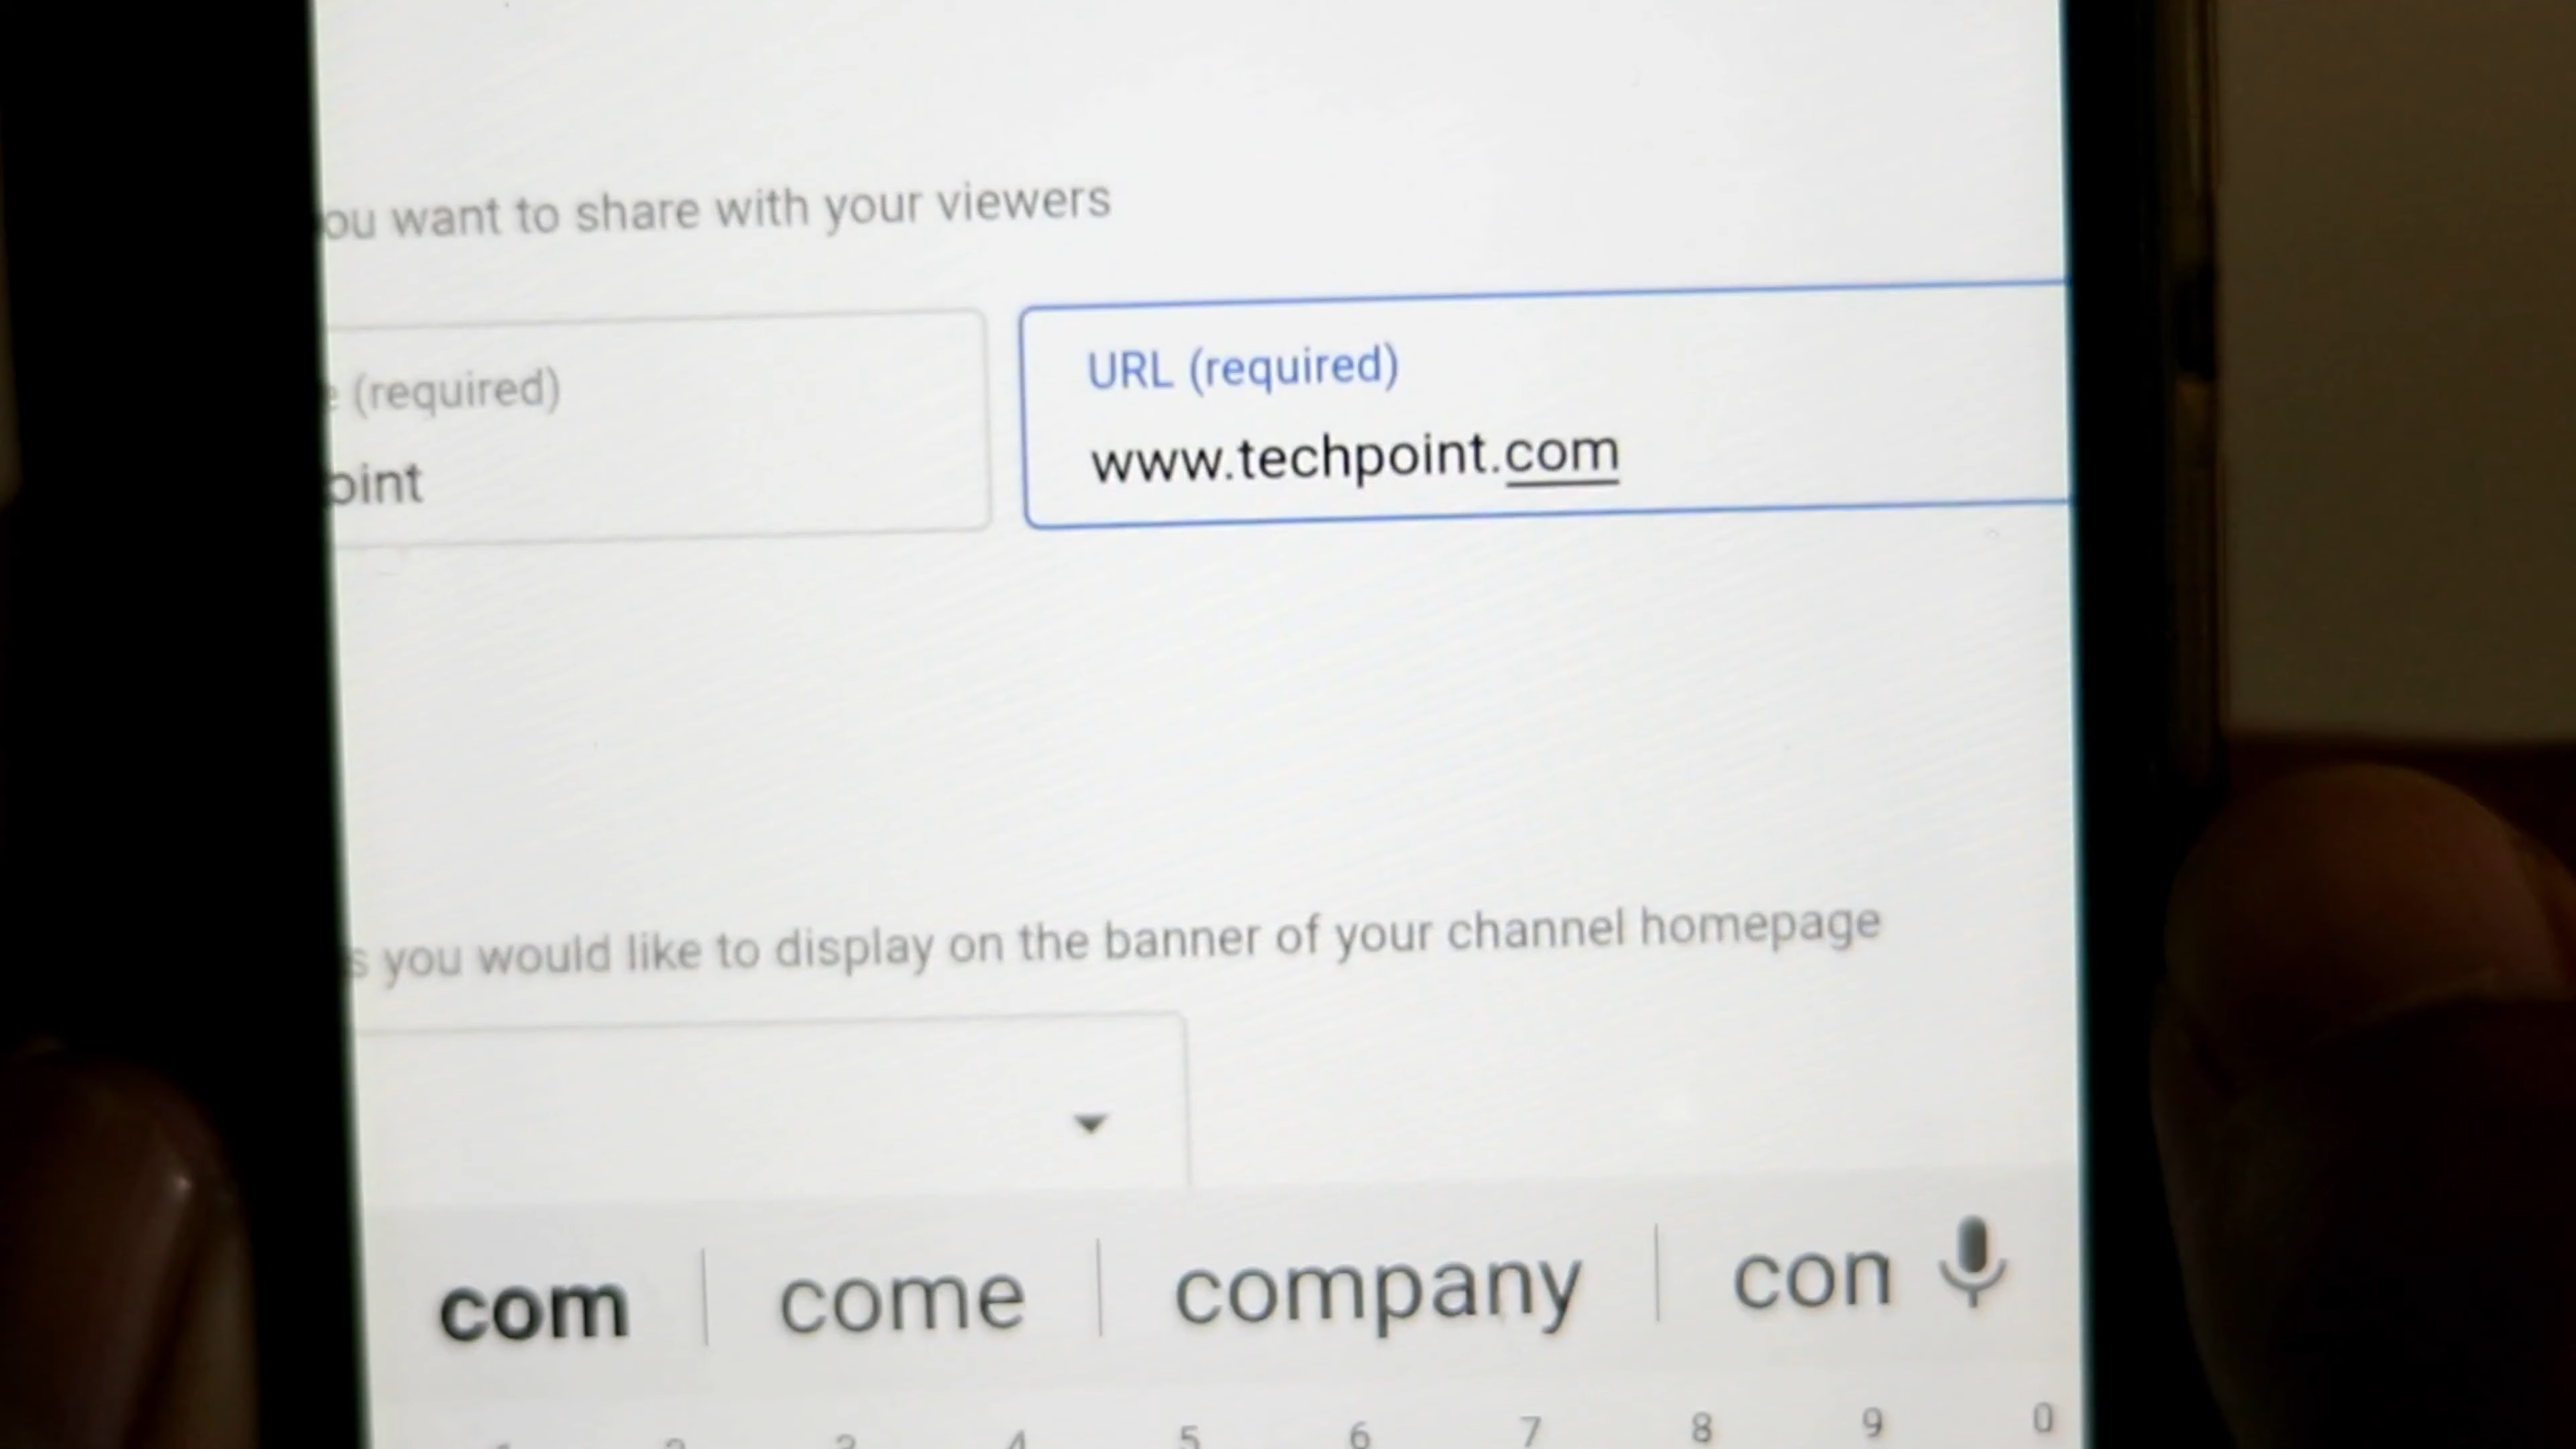 ou want to share with your viewers
(required)
URL (required)
oint
www.techpoint.com
s you would like to display on the banner of your channel homepage
com come company con
4 5 6 7 8 9 0